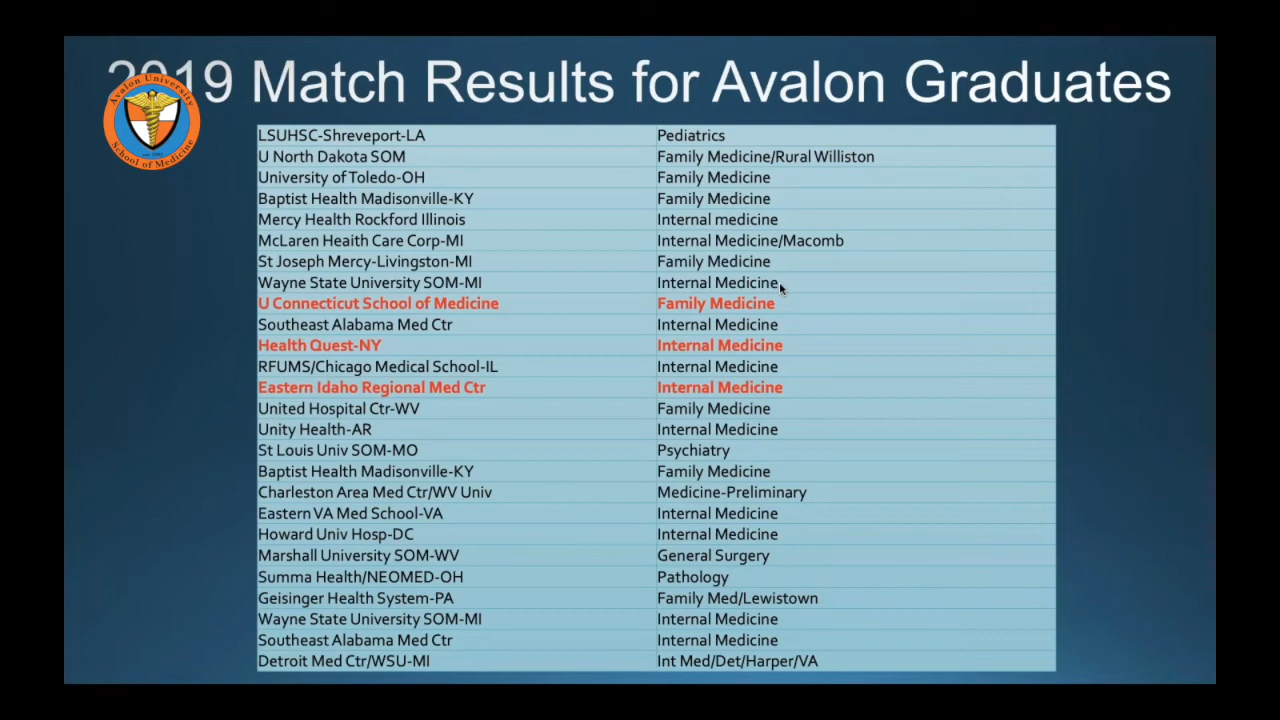 2019 Match Results for Avalon Graduates
Avalon University
School of Medicine
LSUHSC-Shreveport-LA Pediatrics
U North Dakota SOM Family Medicine/Rural Williston
University of Toledo-OH Family Medicine
Baptist Health Madisonville-KY Family Medicine
Mercy Health Rockford Illinois Internal medicine
McLaren Heaith Care Corp-MI Internal Medicine/Macomb
St Joseph Mercy-Livingston-MI Family Medicine
Wayne State University SOM-MI Internal Medicine
U Connecticut School of Medicine Family Medicine
Southeast Alabama Med Ctr Internal Medicine
Health Quest-NY Internal Medicine
RFUMS/Chicago Medical School-IL Internal Medicine
Eastern Idaho Regional Med Ctr Internal Medicine
United Hospital Ctr-WV Family Medicine
Unity Health-AR Internal Medicine
St Louis Univ SOM-MO Psychiatry
Baptist Health Madisonville-KY Family Medicine
Charleston Area Med Ctr/WV Univ Medicine-Preliminary
Eastern VA Med School-VA Internal Medicine
Howard Univ Hosp-DC Internal Medicine
Marshall University SOM-WV General Surgery
Summa Health/NEOMED-OH Pathology
Geisinger Health System-PA Family Med/Lewistown
Wayne State University SOM-MI Internal Medicine
Southeast Alabama Med Ctr Internal Medicine
Detroit Med Ctr/WSU-MI Int Med/Det/Harper/VA